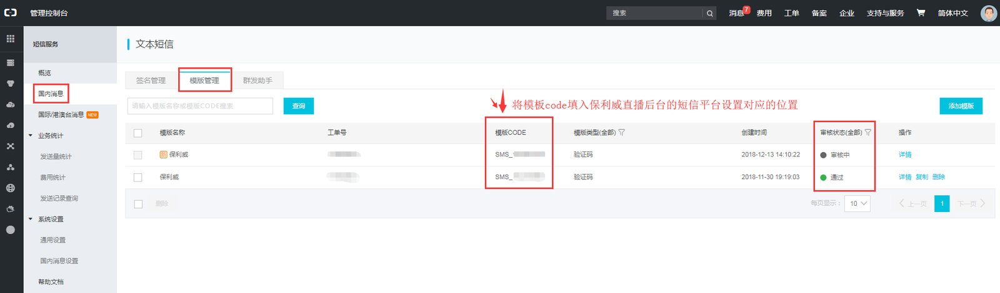 管理控制台
搜索
消息 7 费用 工单 备案 企业 支持与服务 简体中文
短信服务
概览
国内消息
国际/港澳台消息 NEW
业务统计
发送量统计
费用统计
发送记录查询
系统设置
通用设置
国内消息设置
帮助文档
文本短信
签名管理 模版管理 群发助手
请输入模版名称或模版CODE搜索 查询
将模板code填入保利威直播后台的短信平台设置对应的位置
添加模版
模版名称 工单号 模版CODE 模版类型(全部) 创建时间 审核状态(全部) 操作
新 保利威 SMS_ 验证码 2018-12-13 14:10:22 审核中 详情
保利威 SMS_ 验证码 2018-11-30 19:19:03 通过 详情 复制 删除
删除 每页显示: 10 上一页 1 下一页